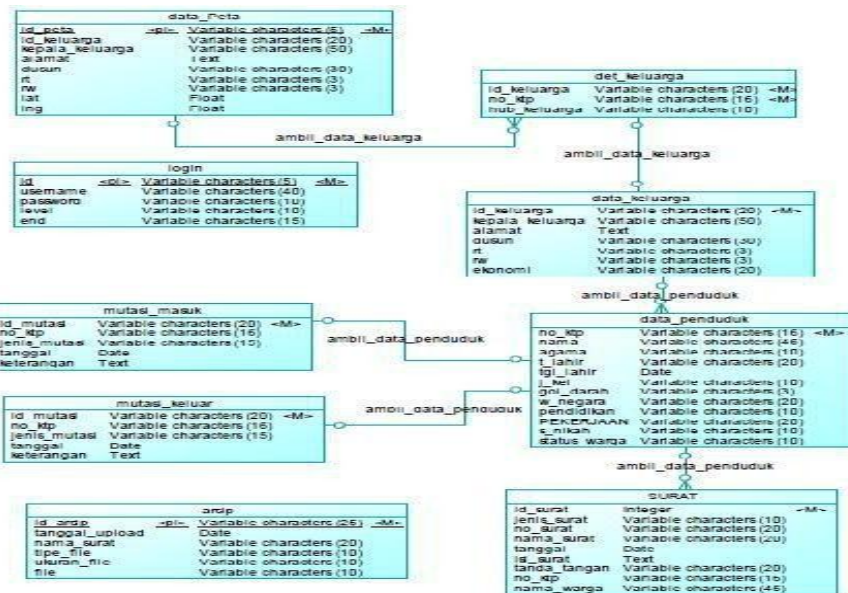 data_Peta
id_peta <pi> Variable characters (5) <M>
id_keluarga Variable characters (20)
kepala_keluarga Variable characters (50)
alamat Text
dusun Variable characters (30)
rt Variable characters (3)
rw Variable characters (3)
lat Float
lng Float
det_keluarga
id_keluarga Variable characters (20) <M>
no_ktp Variable characters (16) <M>
hub_keluarga Variable characters (10)
ambil_data_keluarga
ambil_data_keluarga
login
id <pi> Variable characters (5) <M>
username Variable characters (40)
password Variable characters (10)
level Variable characters (10)
end Variable characters (15)
data_keluarga
id_keluarga Variable characters (20) <M>
kepala_keluarga Variable characters (50)
alamat Text
dusun Variable characters (30)
rt Variable characters (3)
rw Variable characters (3)
ekonomi Variable characters (20)
ambil_data_penduduk
mutasi_masuk
id_mutasi Variable characters (20) <M>
no_ktp Variable characters (16)
jenis_mutasi Variable characters (15)
tanggal Date
keterangan Text
ambil_data_penduduk
data_penduduk
no_ktp Variable characters (16) <M>
nama Variable characters (45)
agama Variable characters (10)
t_lahir Variable characters (20)
tgl_lahir Date
j_kel Variable characters (10)
gol_darah Variable characters (3)
w_negara Variable characters (20)
pendidikan Variable characters (10)
PEKERJAAN Variable characters (20)
s_nikah Variable characters (10)
status_warga Variable characters (10)
mutasi_keluar
id_mutasi Variable characters (20) <M>
no_ktp Variable characters (16)
jenis_mutasi Variable characters (15)
tanggal Date
keterangan Text
ambil_data_penduduk
ambil_data_penduduk
arsip
id_arsip <pi> Variable characters (25) <M>
tanggal_upload Date
nama_surat Variable characters (20)
tipe_file Variable characters (10)
ukuran_file Variable characters (10)
file Variable characters (10)
SURAT
id_surat Integer <M>
jenis_surat Variable characters (10)
no_surat Variable characters (20)
nama_surat Variable characters (20)
tanggal Date
isi_surat Text
tanda_tangan Variable characters (20)
no_ktp Variable characters (16)
nama_warga Variable characters (45)